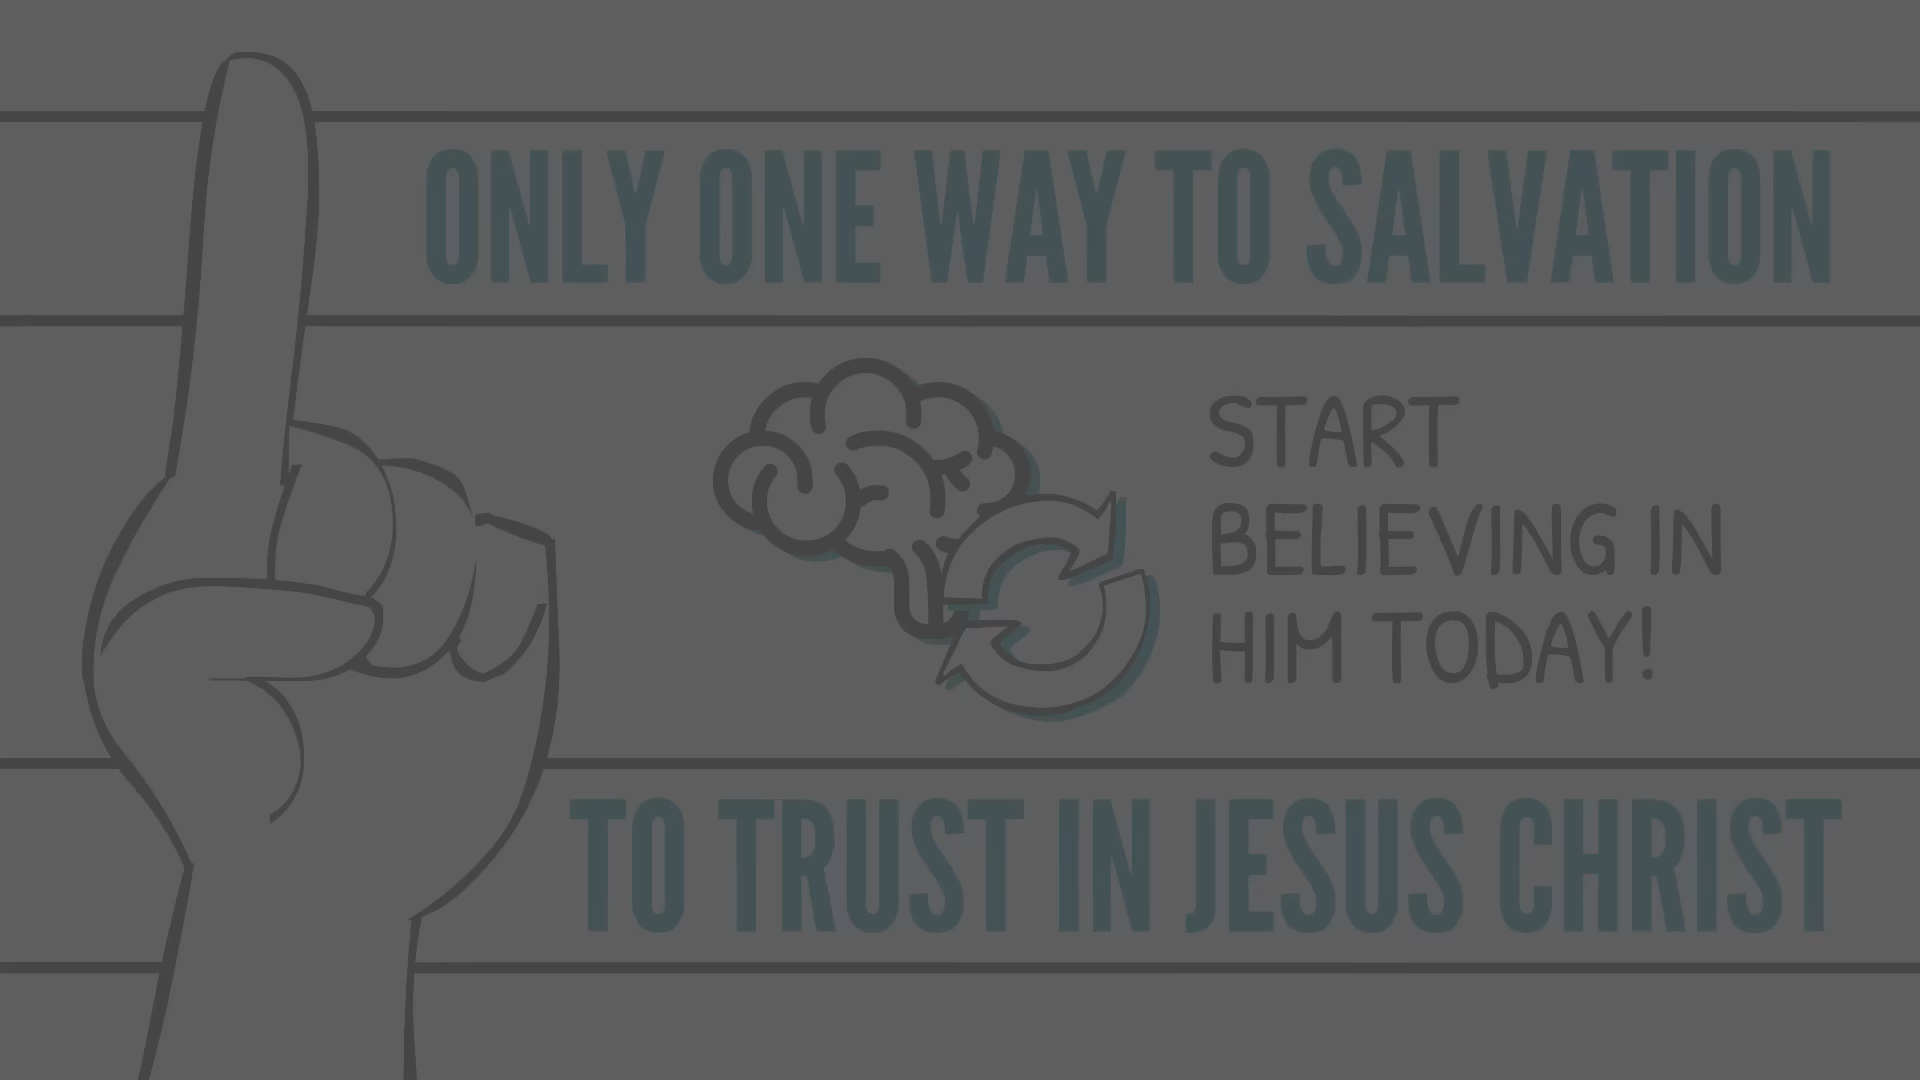 ONLY ONE WAY TO SALVATION
START
BELIEVING IN
HIM TODAY!
TO TRUST IN JESUS CHRIST